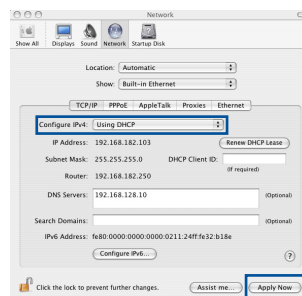 Network
Show All Displays Sound Network Startup Disk
Location: Automatic
Show: Built-in Ethernet
TCP/IP PPPoE AppleTalk Proxies Ethernet
Configure IPv4: Using DHCP
IP Address: 192.168.182.103 Renew DHCP Lease
Subnet Mask: 255.255.255.0 DHCP Client ID:
(If required)
Router: 192.168.182.250
DNS Servers: 192.168.128.10 (Optional)
Search Domains: (Optional)
IPv6 Address: fe80:0000:0000:0000:0211:24ff:fe32:b18e
Configure IPv6... ?
Click the lock to prevent further changes. Assist me... Apply Now